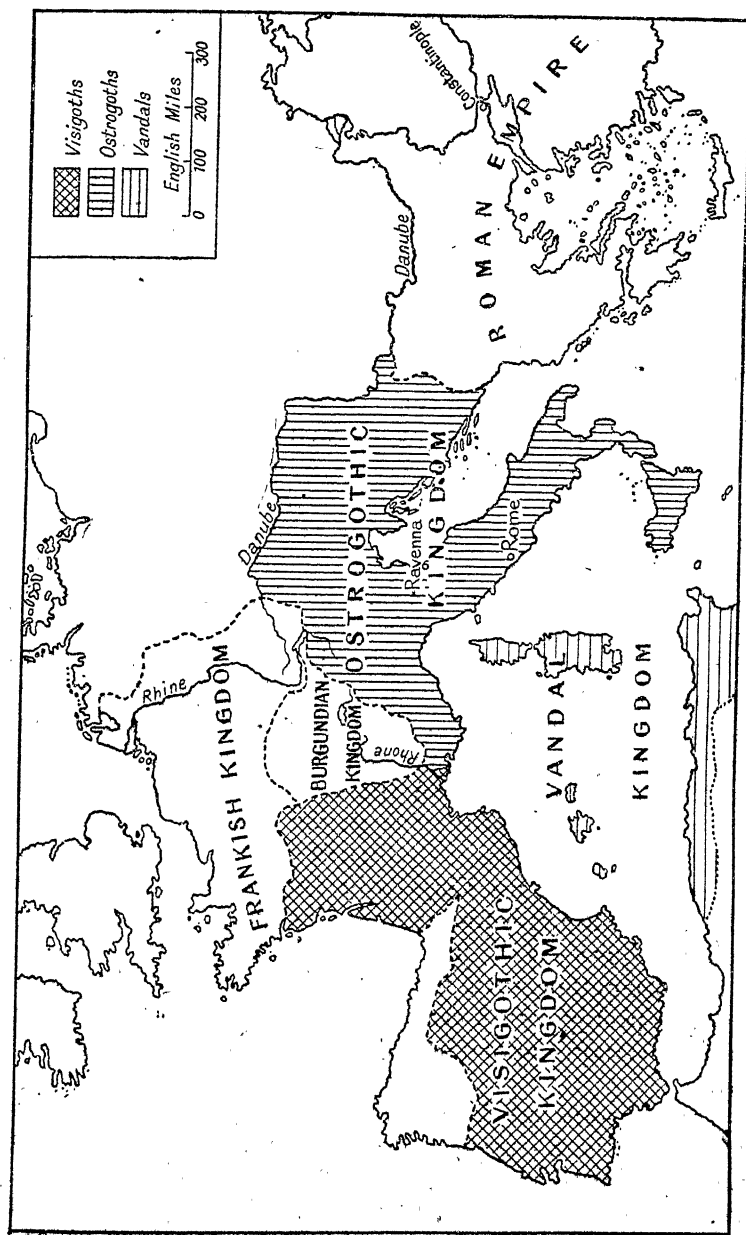 Visigoths
Ostrogoths
Vandals
English Miles
0 100 200 300
Rhine
FRANKISH KINGDOM
BURGUNDIAN
KINGDOM
Rhone
Danube
OSTROGOTHIC
KINGDOM
Ravenna
Rome
Danube
Constantinople
ROMAN EMPIRE
VISIGOTHIC
KINGDOM
VANDAL
KINGDOM